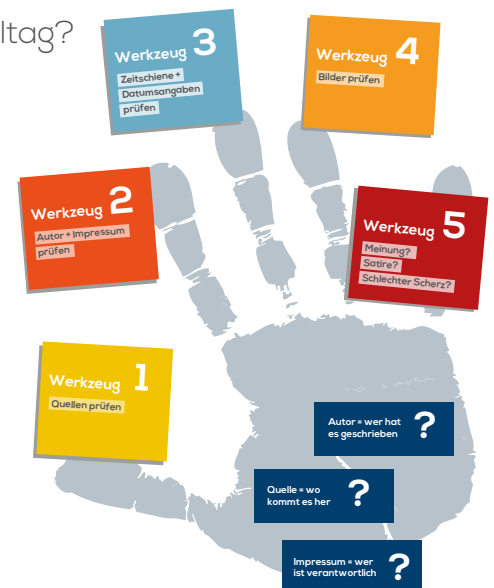 ltag?
Werkzeug 3
Zeitschiene +
Datumsangaben
prüfen
Werkzeug 4
Bilder prüfen
Werkzeug 2
Autor + Impressum
prüfen
Werkzeug 5
Meinung?
Satire?
Schlechter Scherz?
Werkzeug 1
Quellen prüfen
Autor = wer hat
es geschrieben ?
Quelle = wo
kommt es her ?
Impressum = wer
ist verantwortlich ?